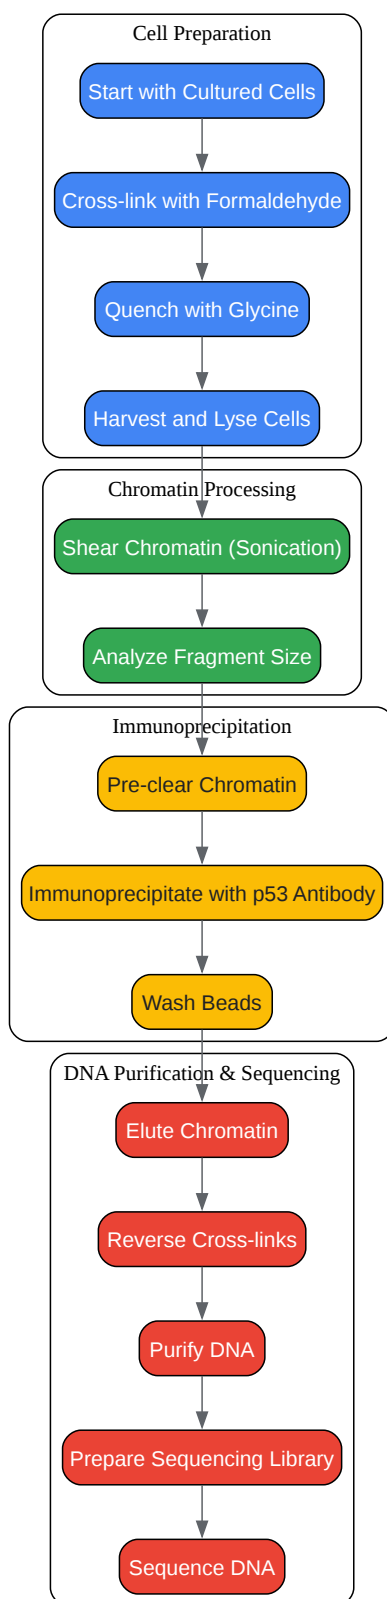 Cell Preparation
Start with Cultured Cells
Cross-link with Formaldehyde
Quench with Glycine
Harvest and Lyse Cells
Chromatin Processing
Shear Chromatin (Sonication)
Analyze Fragment Size
Immunoprecipitation
Pre-clear Chromatin
Immunoprecipitate with p53 Antibody
Wash Beads
DNA Purification & Sequencing
Elute Chromatin
Reverse Cross-links
Purify DNA
Prepare Sequencing Library
Sequence DNA